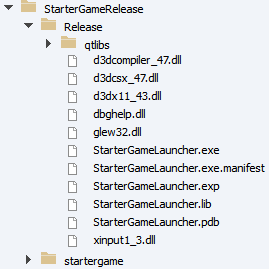 StarterGameRelease
Release
qtlibs
d3dcompiler_47.dll
d3dcsx_47.dll
d3dx11_43.dll
dbghelp.dll
glew32.dll
StarterGameLauncher.exe
StarterGameLauncher.exe.manifest
StarterGameLauncher.exp
StarterGameLauncher.lib
StarterGameLauncher.pdb
xinput1_3.dll
startergame